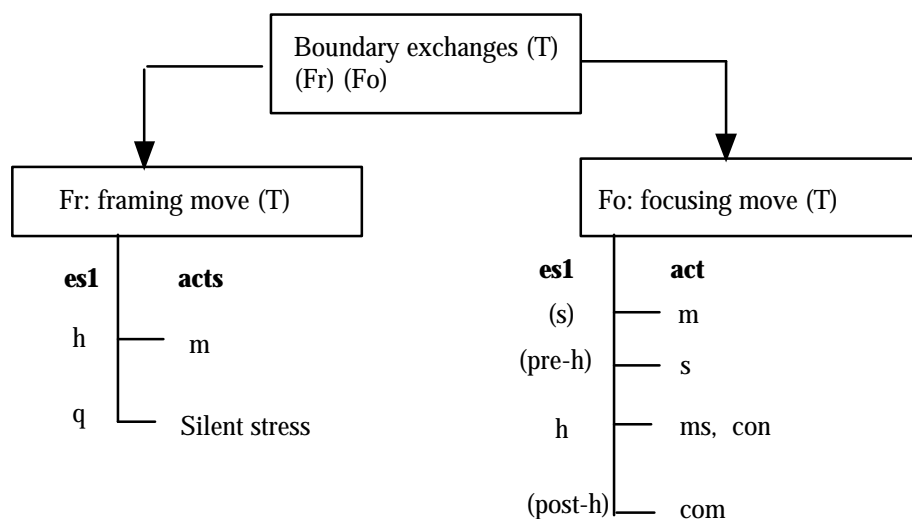 Boundary exchanges (T)
(Fr) (Fo)
Fr: framing move (T)
es1 acts
h m
q Silent stress
Fo: focusing move (T)
es1 act
(s) m
(pre-h) s
h ms, con
(post-h) com